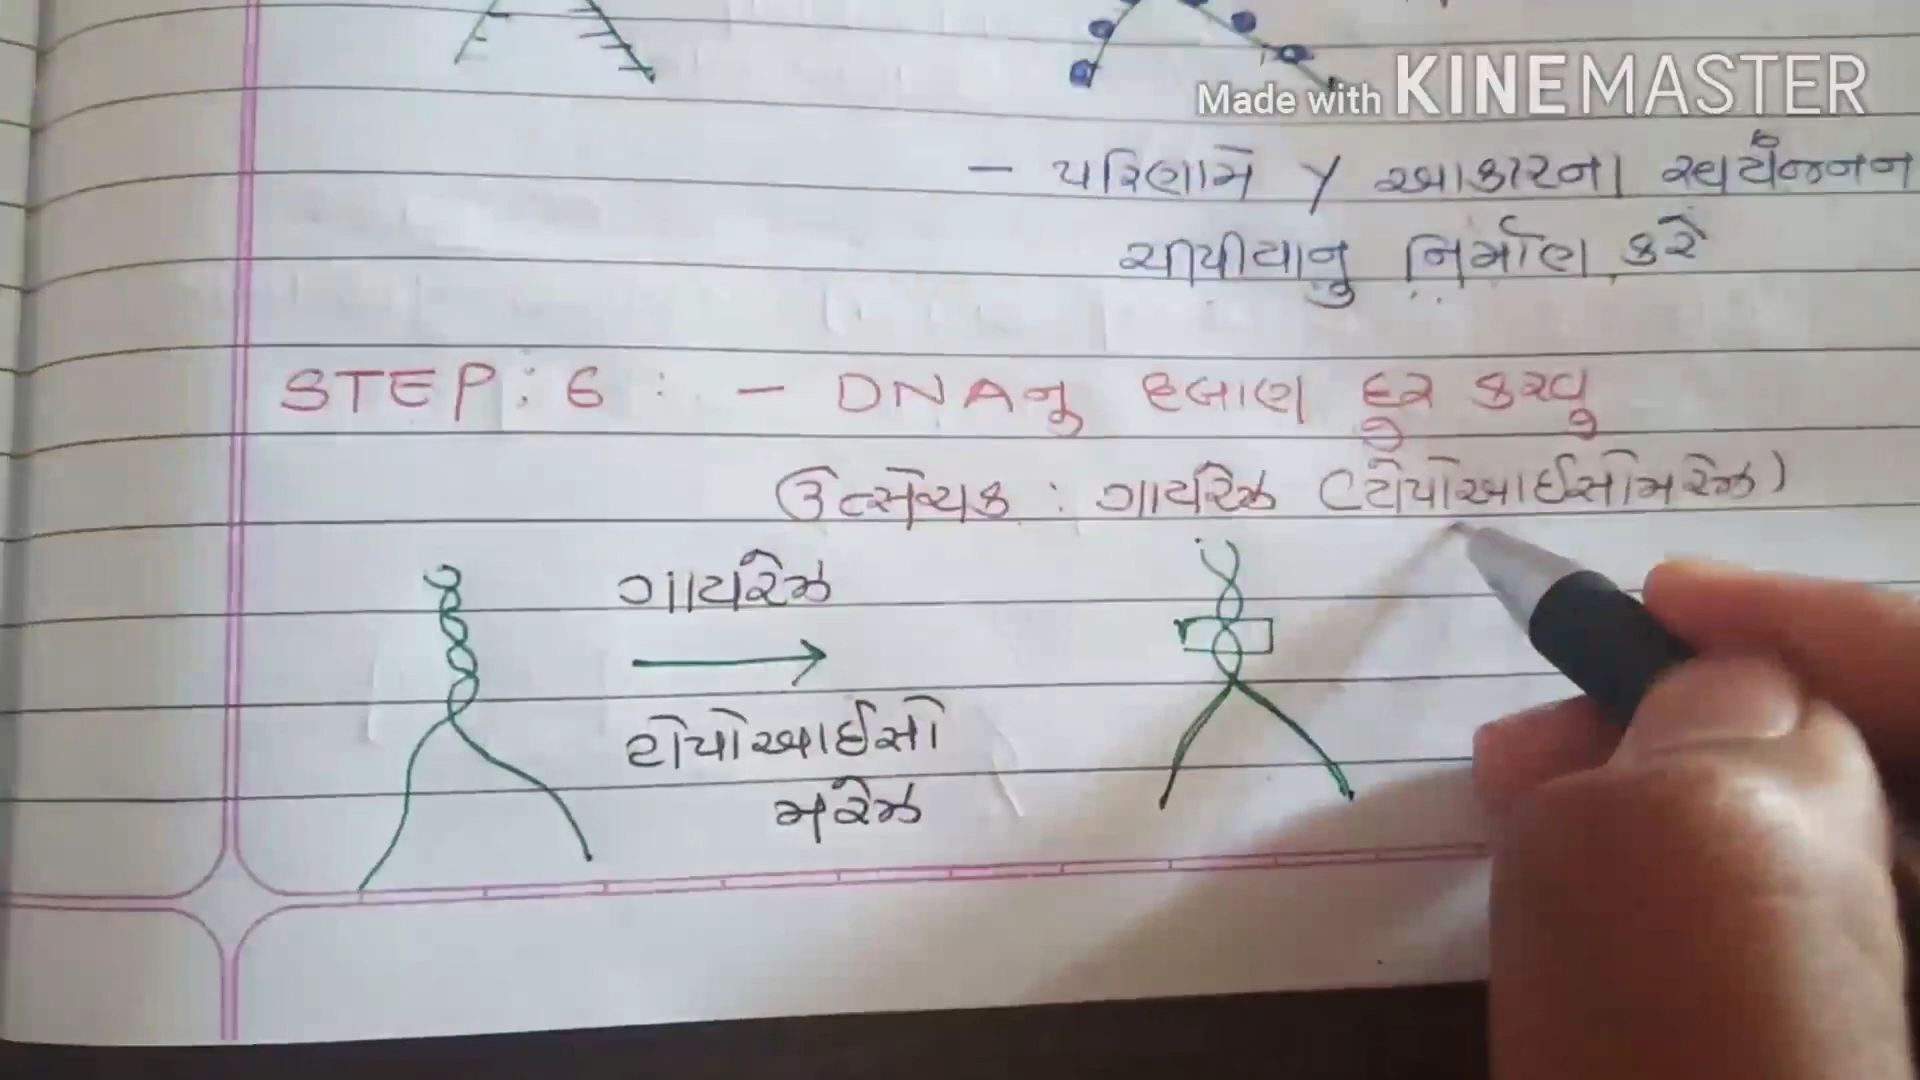 Made with KINEMASTER
- પરિણામે Y આકારના સ્વયંજનન
ચીપીયાનુ નિર્માણ કરે
STEP : 6 : - DNAનુ દબાણ દુર કરવુ
ઉત્સેચક : ગાયરેઝ (ટોપોઆઈસોમરેઝ)
ગાયરેઝ
ટોપોઆઈસો
મરેઝ